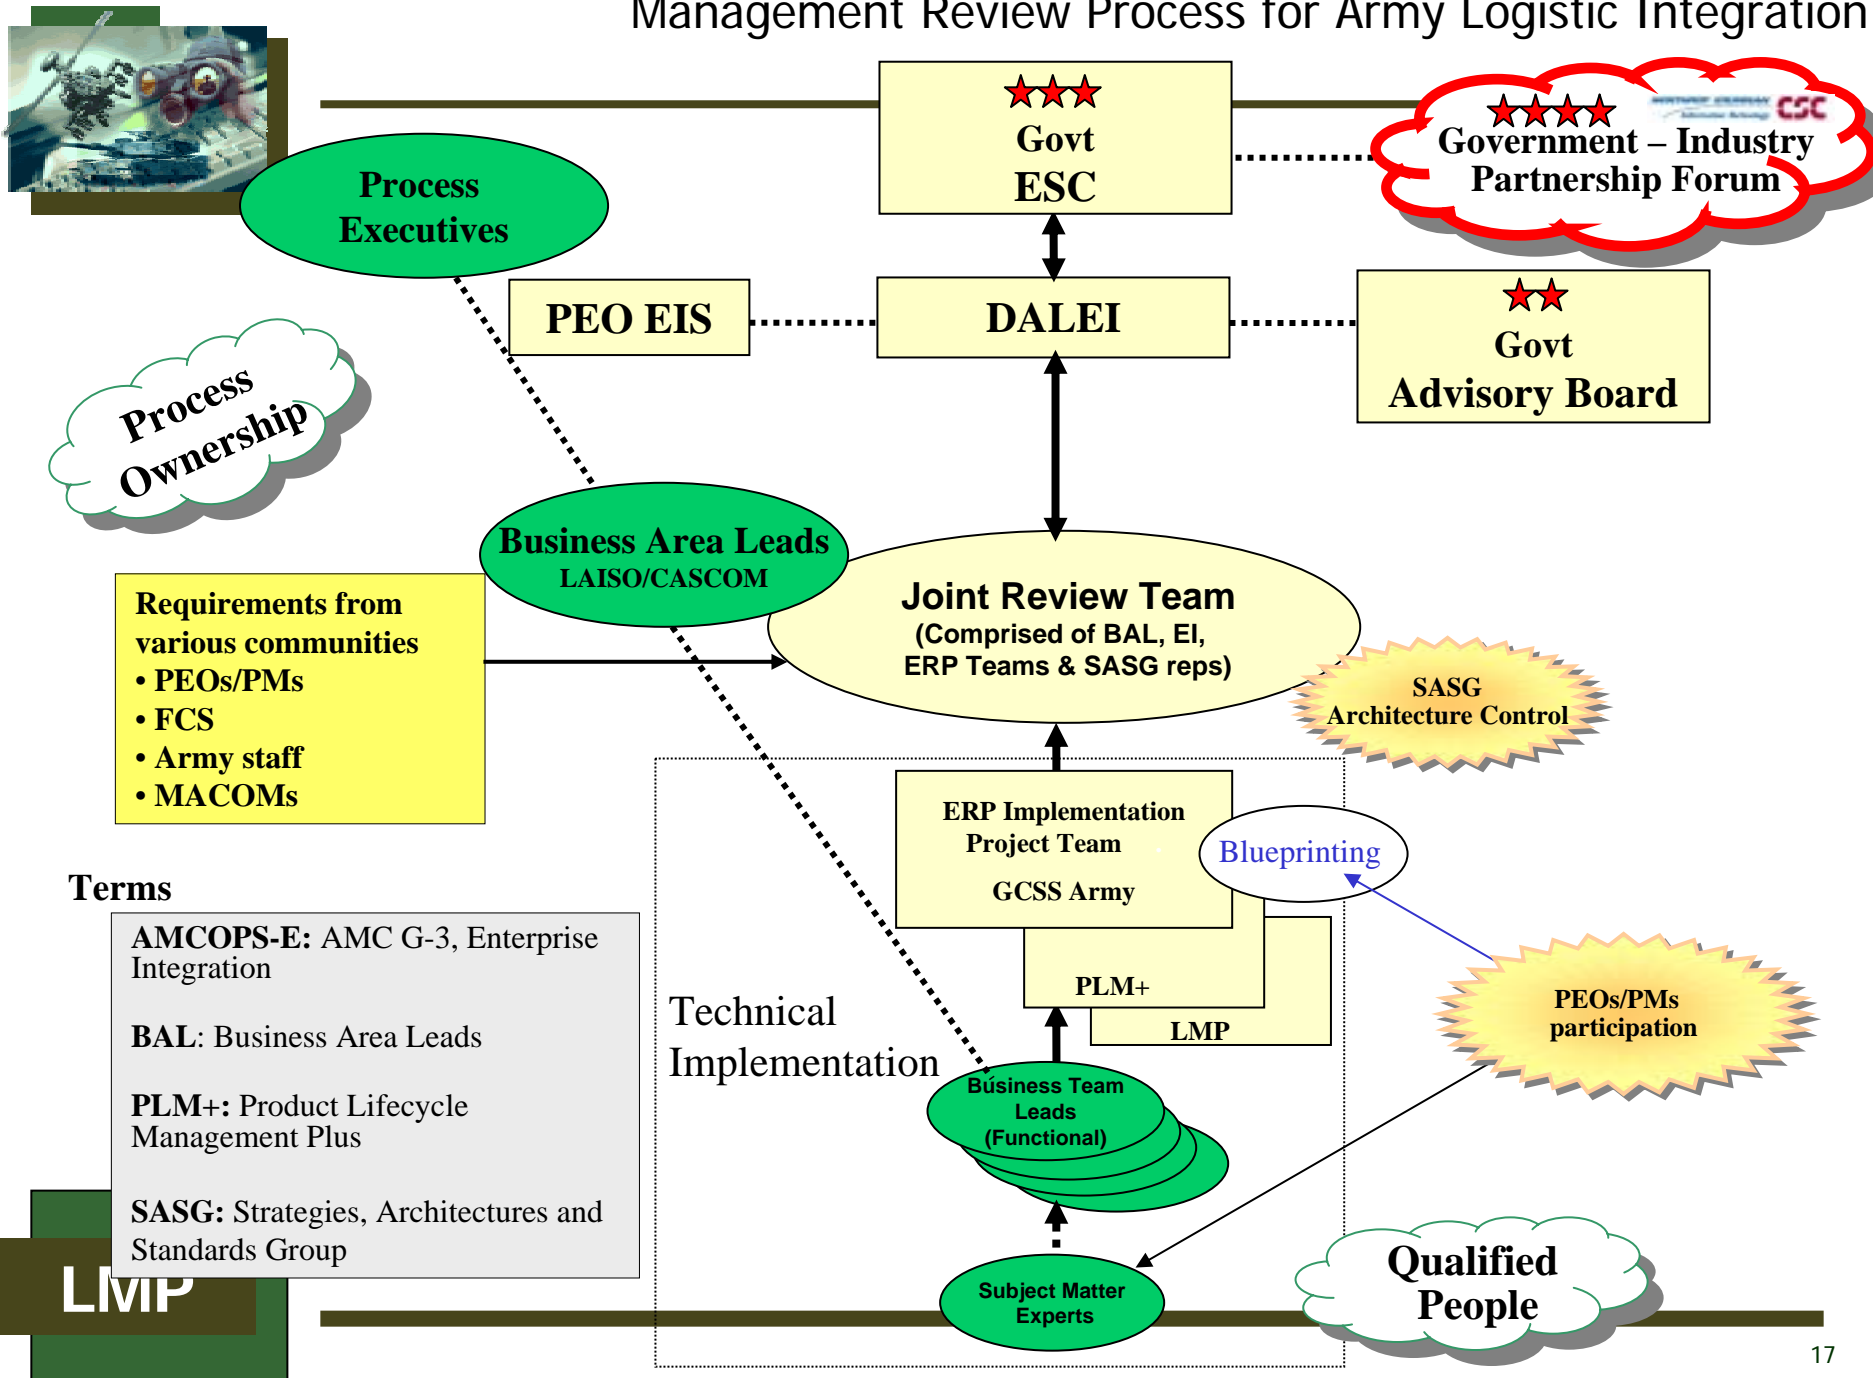 Management Review Process for Army Logistic Integration
Govt
ESC
CSC
Government – Industry
Partnership Forum
Process
Executives
PEO EIS
DALEI
Govt
Advisory Board
Process
Ownership
Business Area Leads
LAISO/CASCOM
Joint Review Team
(Comprised of BAL, EI,
ERP Teams & SASG reps)
Requirements from
various communities
• PEOs/PMs
• FCS
• Army staff
• MACOMs
SASG
Architecture Control
ERP Implementation
Project Team
GCSS Army
Blueprinting
PLM+
LMP
Terms
AMCOPS-E: AMC G-3, Enterprise
Integration
BAL: Business Area Leads
PLM+: Product Lifecycle
Management Plus
SASG: Strategies, Architectures and
Standards Group
Technical
Implementation
PEOs/PMs
participation
Business Team
Leads
(Functional)
Subject Matter
Experts
Qualified
People
LMP
17